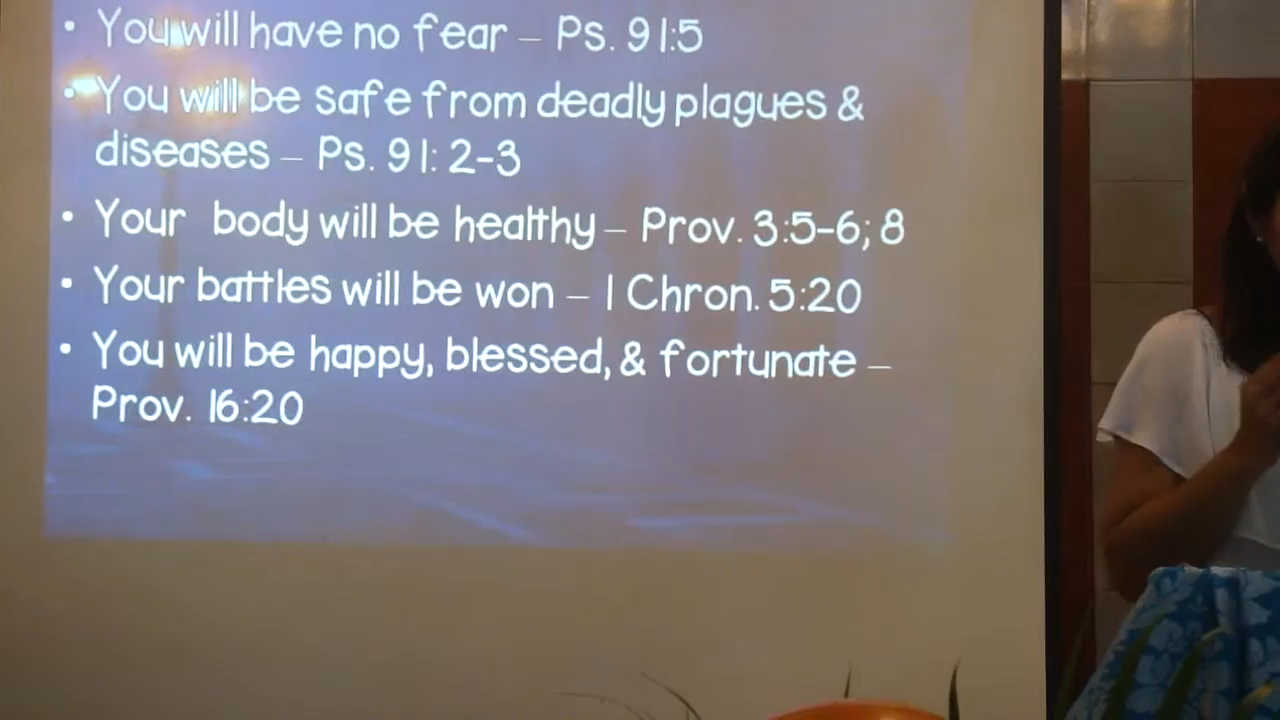 • You will have no fear – Ps. 91:5
• You will be safe from deadly plagues &
diseases – Ps. 91: 2-3
• Your body will be healthy – Prov. 3:5-6; 8
• Your battles will be won – 1 Chron. 5:20
• You will be happy, blessed, & fortunate –
Prov. 16:20